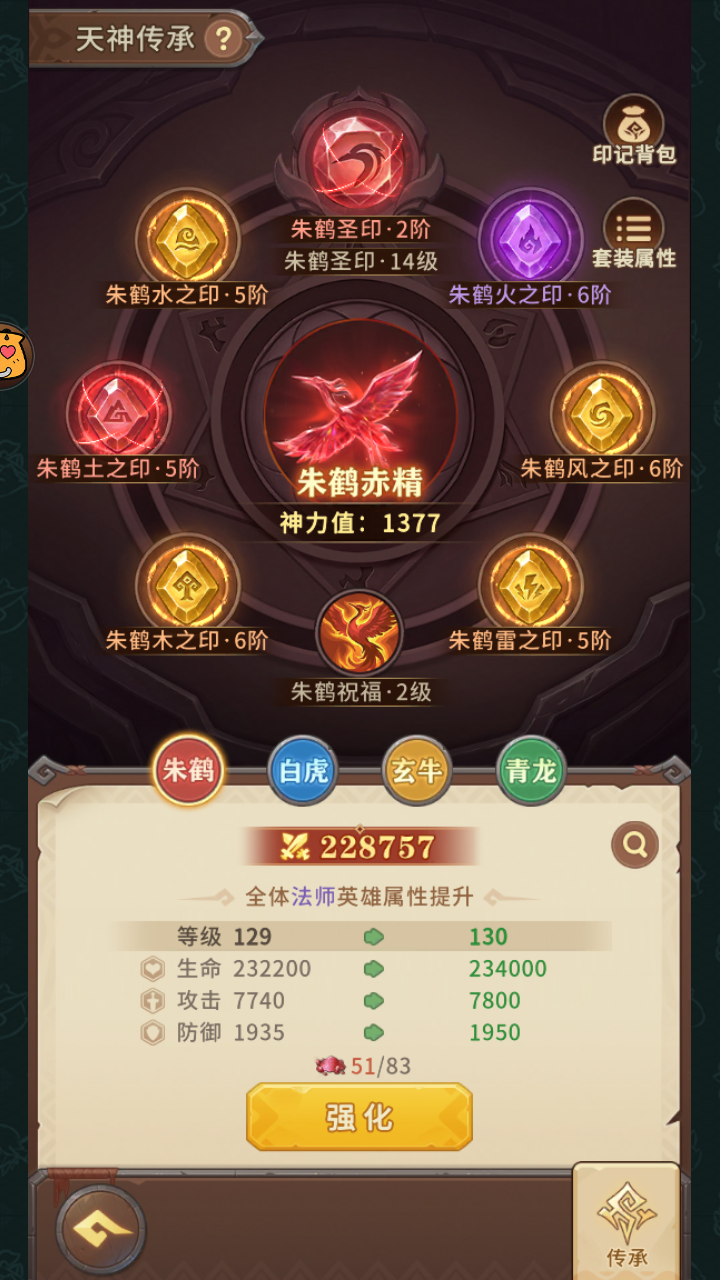 天神传承 ?
印记背包
朱鹤圣印·2阶
朱鹤圣印·14级
套装属性
朱鹤水之印·5阶
朱鹤火之印·6阶
朱鹤土之印·5阶
朱鹤风之印·6阶
朱鹤赤精
神力值：1377
朱鹤木之印·6阶
朱鹤雷之印·5阶
朱鹤祝福·2级
朱鹤 白虎 玄牛 青龙
228757
全体法师英雄属性提升
等级 129 130
生命 232200 234000
攻击 7740 7800
防御 1935 1950
51/83
强化
传承